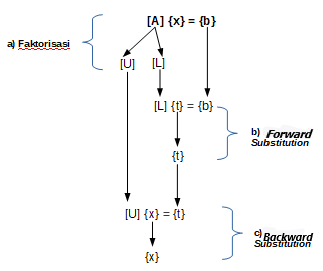 [A] {x} = {b}
a) Faktorisasi
[U] [L]
[L] {t} = {b}
b) Forward
Substitution
{t}
[U] {x} = {t}
c) Backward
Substitution
{x}